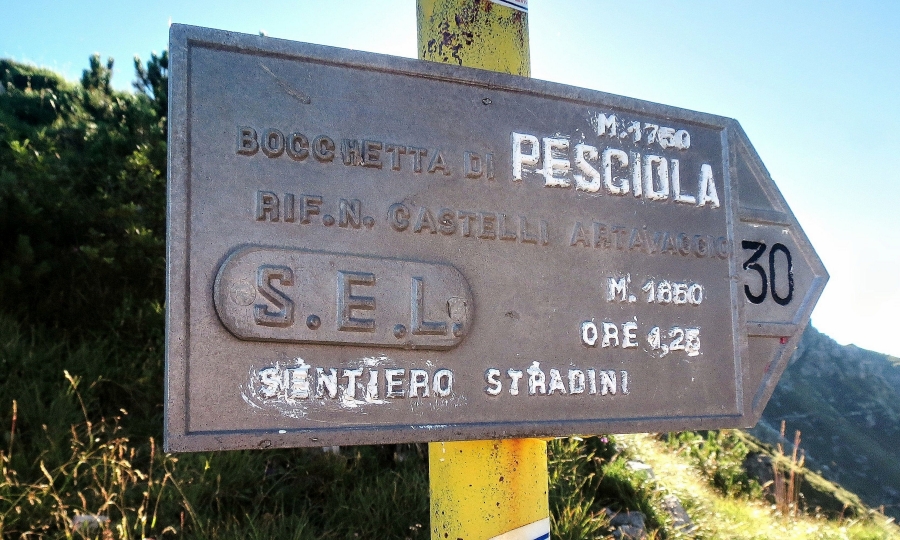 M. 1750
BOCCHETTA DI PESCIOLA
RIF. N. CASTELLI ARTAVAGGIO
30
S.E.L.
M. 1650
ORE 1,25
SENTIERO STRADINI